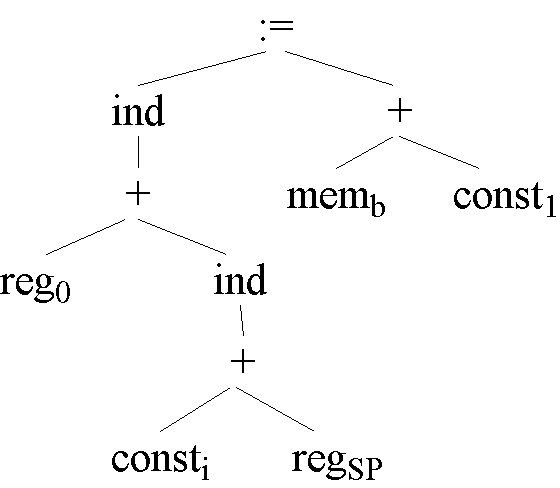 :=
ind +
+ mem_b const_1
reg_0 ind
+
const_i reg_SP